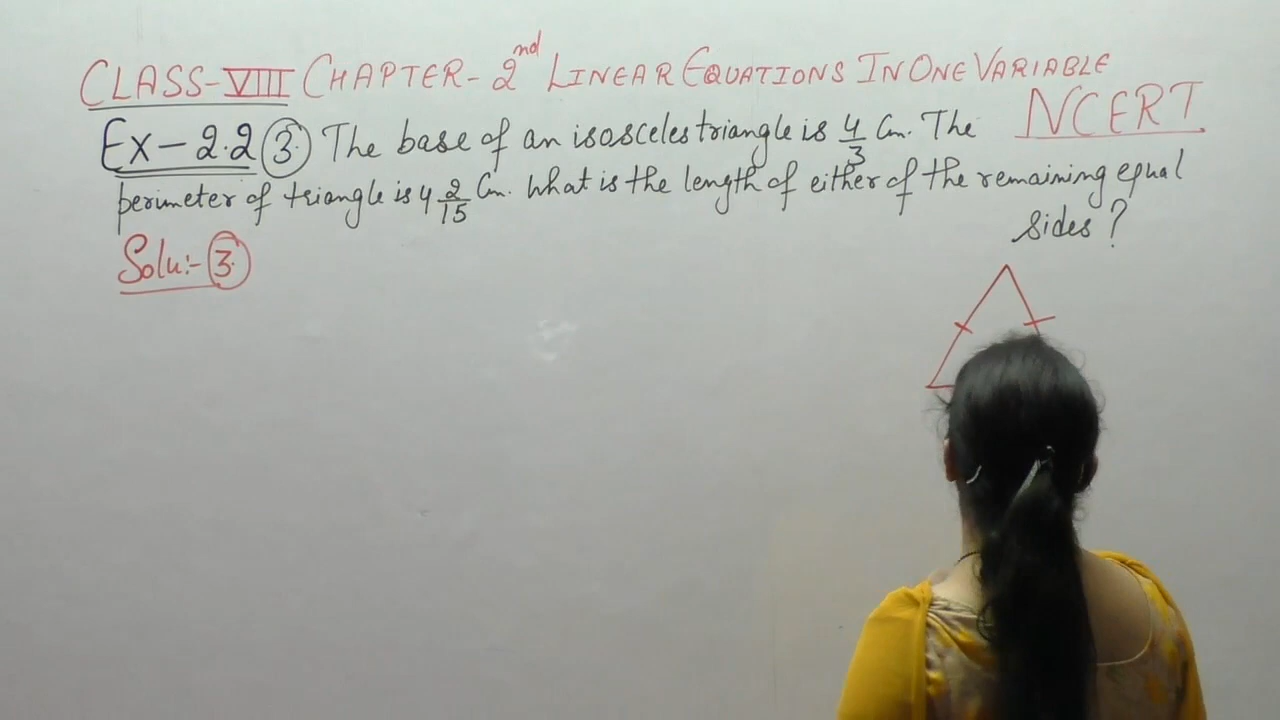 CLASS-VIII CHAPTER-2nd LINEAR EQUATIONS IN ONE VARIABLE
NCERT
Ex-2.2 (3.) The base of an isosceles triangle is 4/3 Cm. The
perimeter of triangle is 4 2/15 Cm. What is the length of either of the remaining equal
sides?
Solu:- (3.)